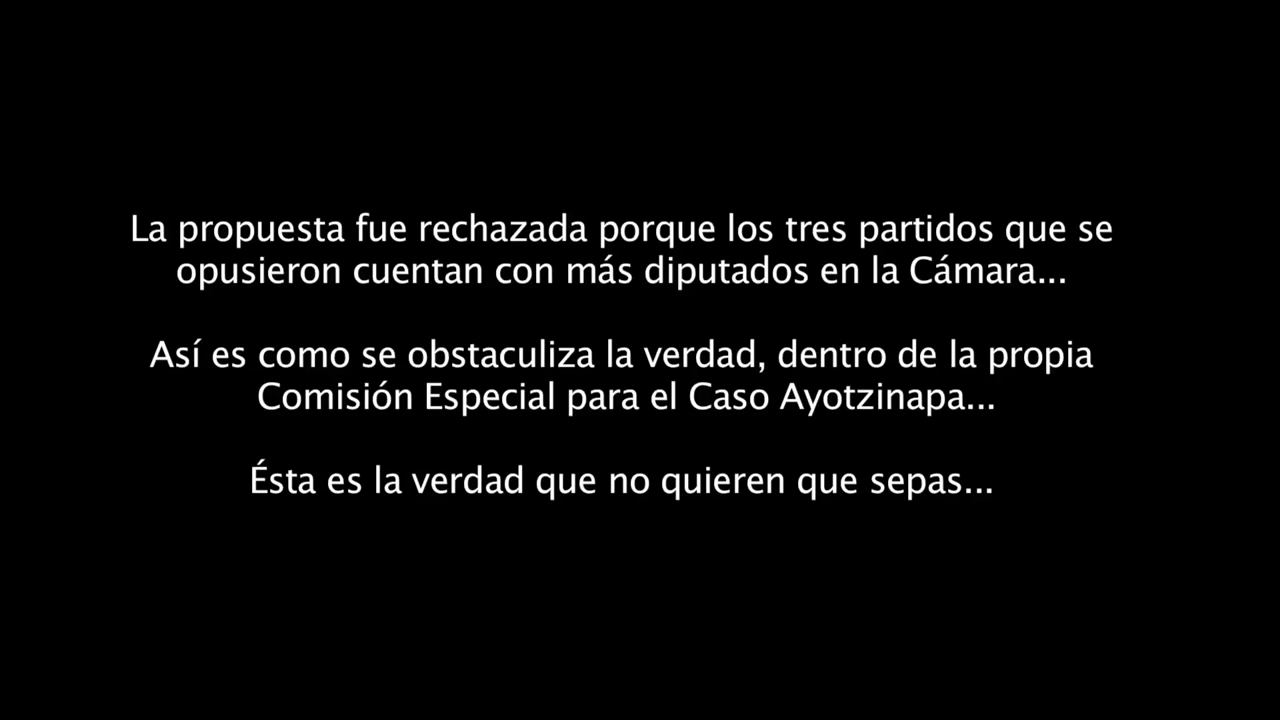 La propuesta fue rechazada porque los tres partidos que se
opusieron cuentan con más diputados en la Cámara...
Así es como se obstaculiza la verdad, dentro de la propia
Comisión Especial para el Caso Ayotzinapa...
Ésta es la verdad que no quieren que sepas...